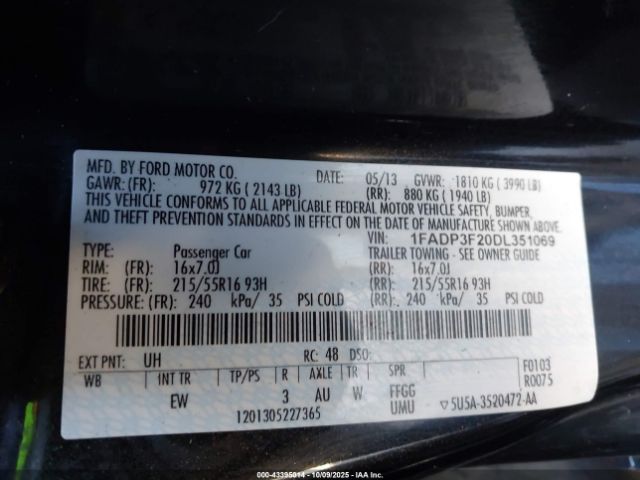 MFD. BY FORD MOTOR CO. DATE: 05/13 GVWR: 1810 KG ( 3990 LB)
GAWR: (FR): 972 KG ( 2143 LB) (RR): 880 KG ( 1940 LB)
THIS VEHICLE CONFORMS TO ALL APPLICABLE FEDERAL MOTOR VEHICLE SAFETY, BUMPER,
AND THEFT PREVENTION STANDARDS IN EFFECT ON THE DATE OF MANUFACTURE SHOWN ABOVE.
VIN: 1FADP3F20DL351069
TYPE: Passenger Car TRAILER TOWING - SEE OWNER GUIDE
RIM: (FR): 16x7.0J (RR): 16x7.0J
TIRE: (FR): 215/55R16 93H (RR): 215/55R16 93H
PRESSURE: (FR): 240 kPa/ 35 PSI COLD (RR): 240 kPa/ 35 PSI COLD
EXT PNT: UH RC: 48 DSO: F0103
WB INT TR TP/PS R AXLE TR SPR R0075
EW 3 AU W FFGG
1201305227365 UMU ▽5U5A-3520472-AA
000-43395014 | 10/09/2025 | IAAI.COM